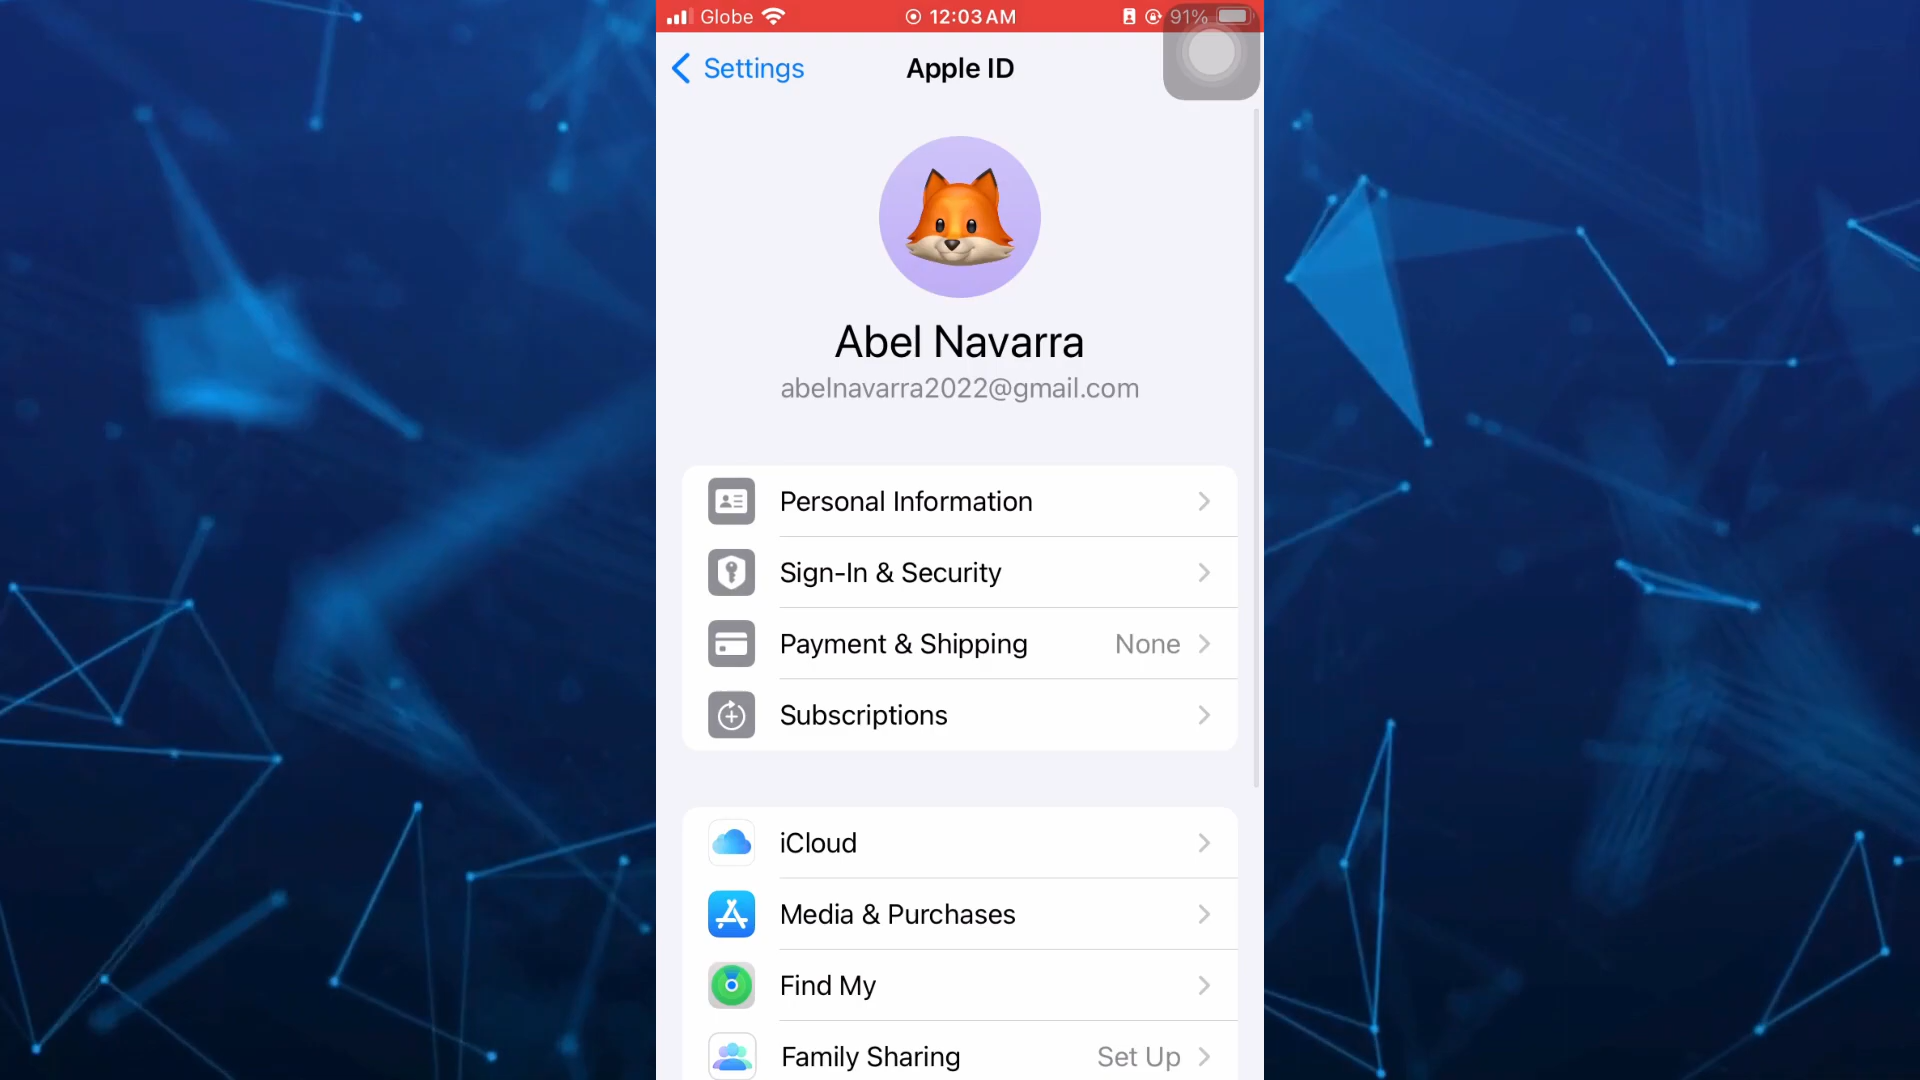 Globe 12:03 AM 91%
Settings Apple ID
Abel Navarra
abelnavarra2022@gmail.com
Personal Information
Sign-In & Security
Payment & Shipping None
Subscriptions
iCloud
Media & Purchases
Find My
Family Sharing Set Up